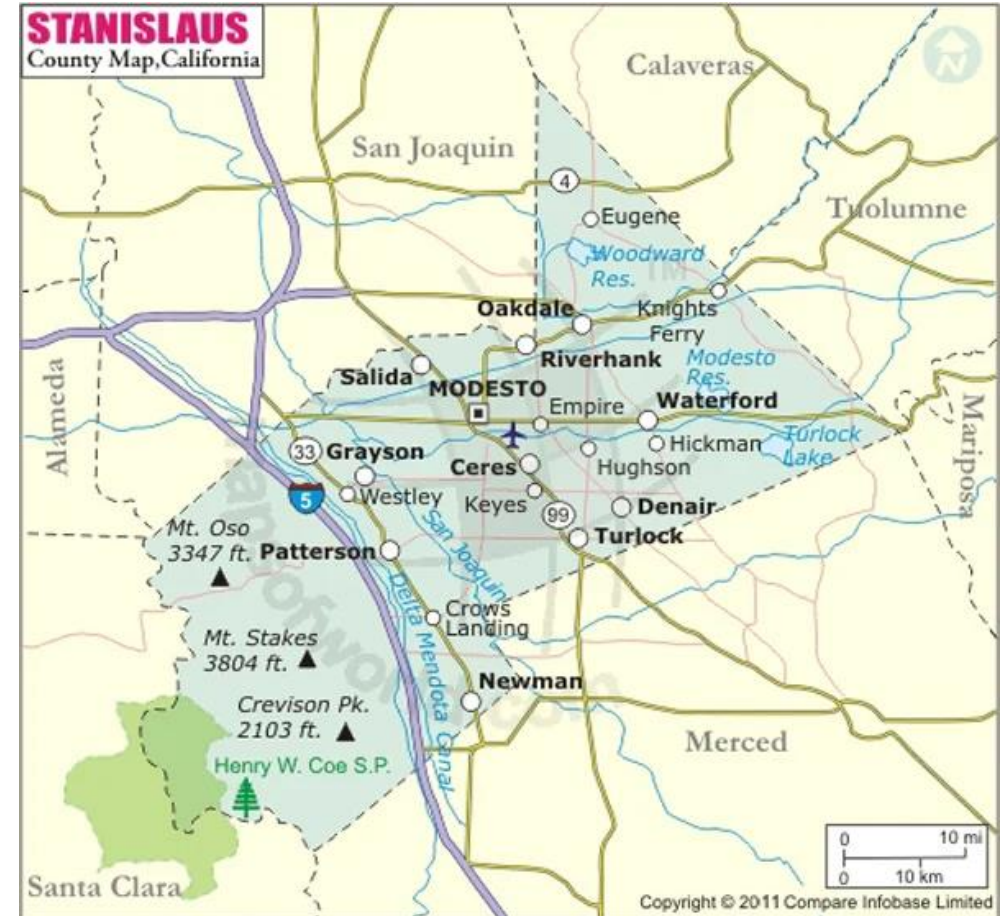 STANISLAUS
County Map,California
N
Calaveras
San Joaquin
4
Tuolumne
Eugene
Woodward
Res.
TM
Oakdale
Knights
Ferry
Riverhank
Modesto
Res.
Salida
MODESTO
Waterford
Empire
Alameda
Mariposa
33
Grayson
Hickman
Turlock
Lake
Ceres
Hughson
5
Westley
Keyes
99
Denair
San Joaquin
Mt. Oso
3347 ft.
Patterson
Turlock
Delta Mendota Canal
Crows
Landing
Mt. Stakes
3804 ft.
Newman
Crevison Pk.
2103 ft.
Merced
Henry W. Coe S.P.
0 10 mi
0 10 km
Santa Clara
Copyright © 2011 Compare Infobase Limited